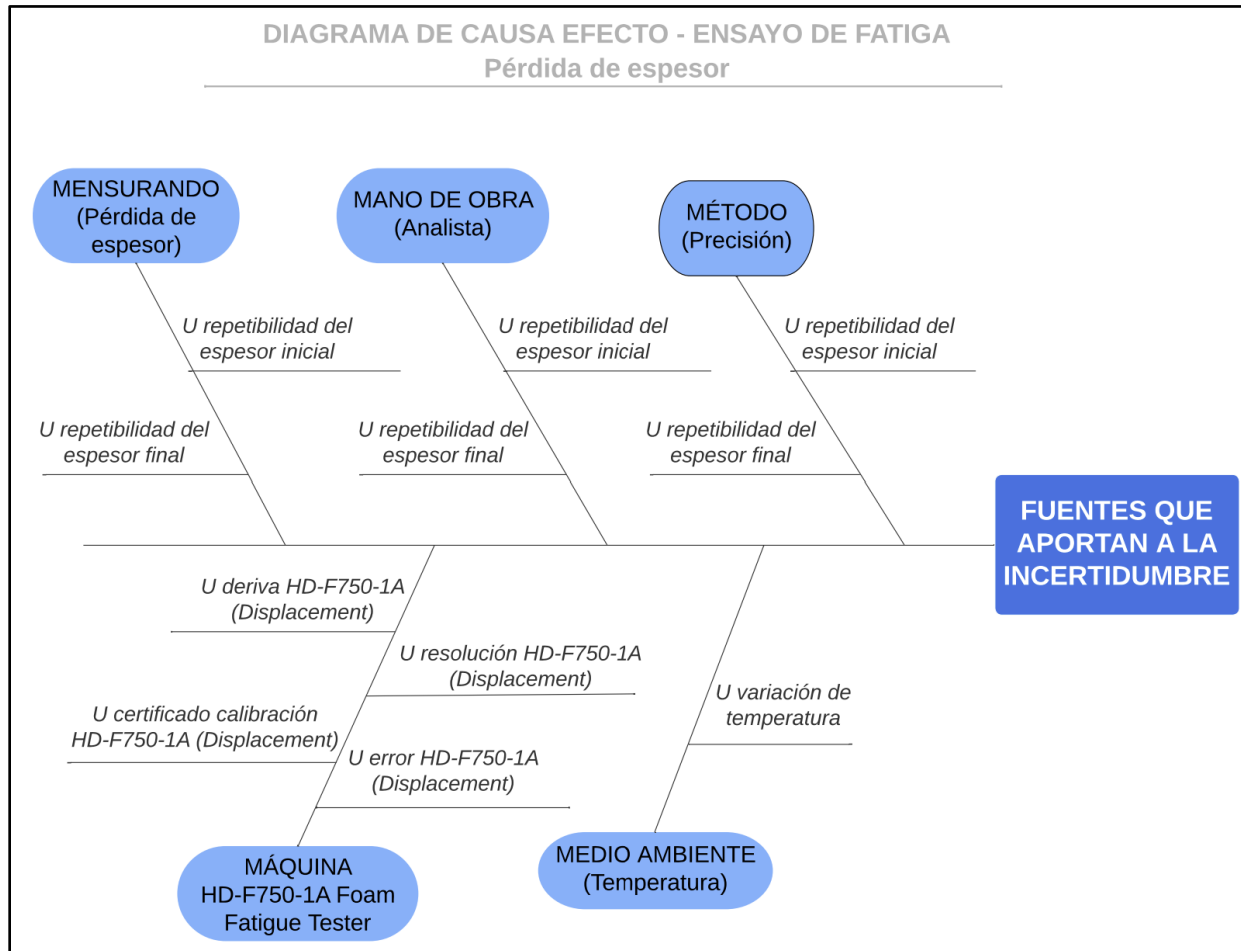 DIAGRAMA DE CAUSA EFECTO - ENSAYO DE FATIGA
Pérdida de espesor
MENSURANDO
(Pérdida de
espesor)
MANO DE OBRA
(Analista)
MÉTODO
(Precisión)
U repetibilidad del
espesor inicial
U repetibilidad del
espesor inicial
U repetibilidad del
espesor inicial
U repetibilidad del
espesor final
U repetibilidad del
espesor final
U repetibilidad del
espesor final
FUENTES QUE
APORTAN A LA
INCERTIDUMBRE
U deriva HD-F750-1A
(Displacement)
U resolución HD-F750-1A
(Displacement)
U certificado calibración
HD-F750-1A (Displacement)
U error HD-F750-1A
(Displacement)
U variación de
temperatura
MÁQUINA
HD-F750-1A Foam
Fatigue Tester
MEDIO AMBIENTE
(Temperatura)